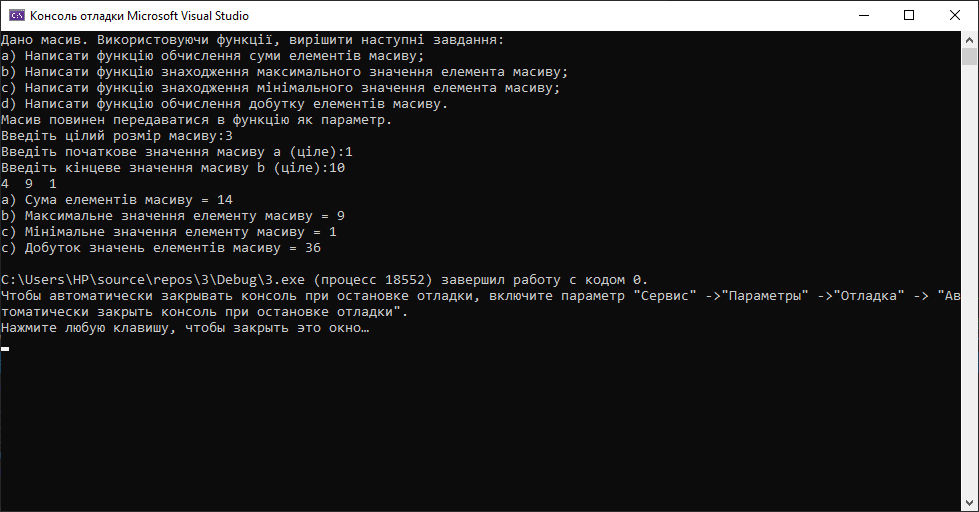 Консоль отладки Microsoft Visual Studio
Дано масив. Використовуючи функції, вирішити наступні завдання:
a) Написати функцію обчислення суми елементів масиву;
b) Написати функцію знаходження максимального значення елемента масиву;
c) Написати функцію знаходження мінімального значення елемента масиву;
d) Написати функцію обчислення добутку елементів масиву.
Масив повинен передаватися в функцію як параметр.
Введіть цілий розмір масиву:3
Введіть початкове значення масиву a (ціле):1
Введіть кінцеве значення масиву b (ціле):10
4  9  1
a) Сума елементів масиву = 14
b) Максимальне значення елементу масиву = 9
c) Мінімальне значення елементу масиву = 1
c) Добуток значень елементів масиву = 36
C:\Users\HP\source\repos\3\Debug\3.exe (процесс 18552) завершил работу с кодом 0.
Чтобы автоматически закрывать консоль при остановке отладки, включите параметр "Сервис" ->"Параметры" ->"Отладка" -> "Ав
томатически закрыть консоль при остановке отладки".
Нажмите любую клавишу, чтобы закрыть это окно…